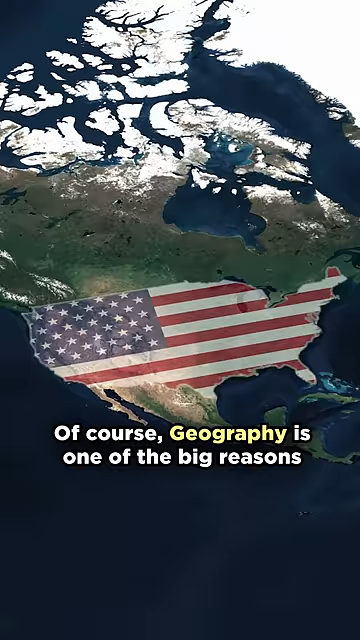 Of course, Geography is
one of the big reasons